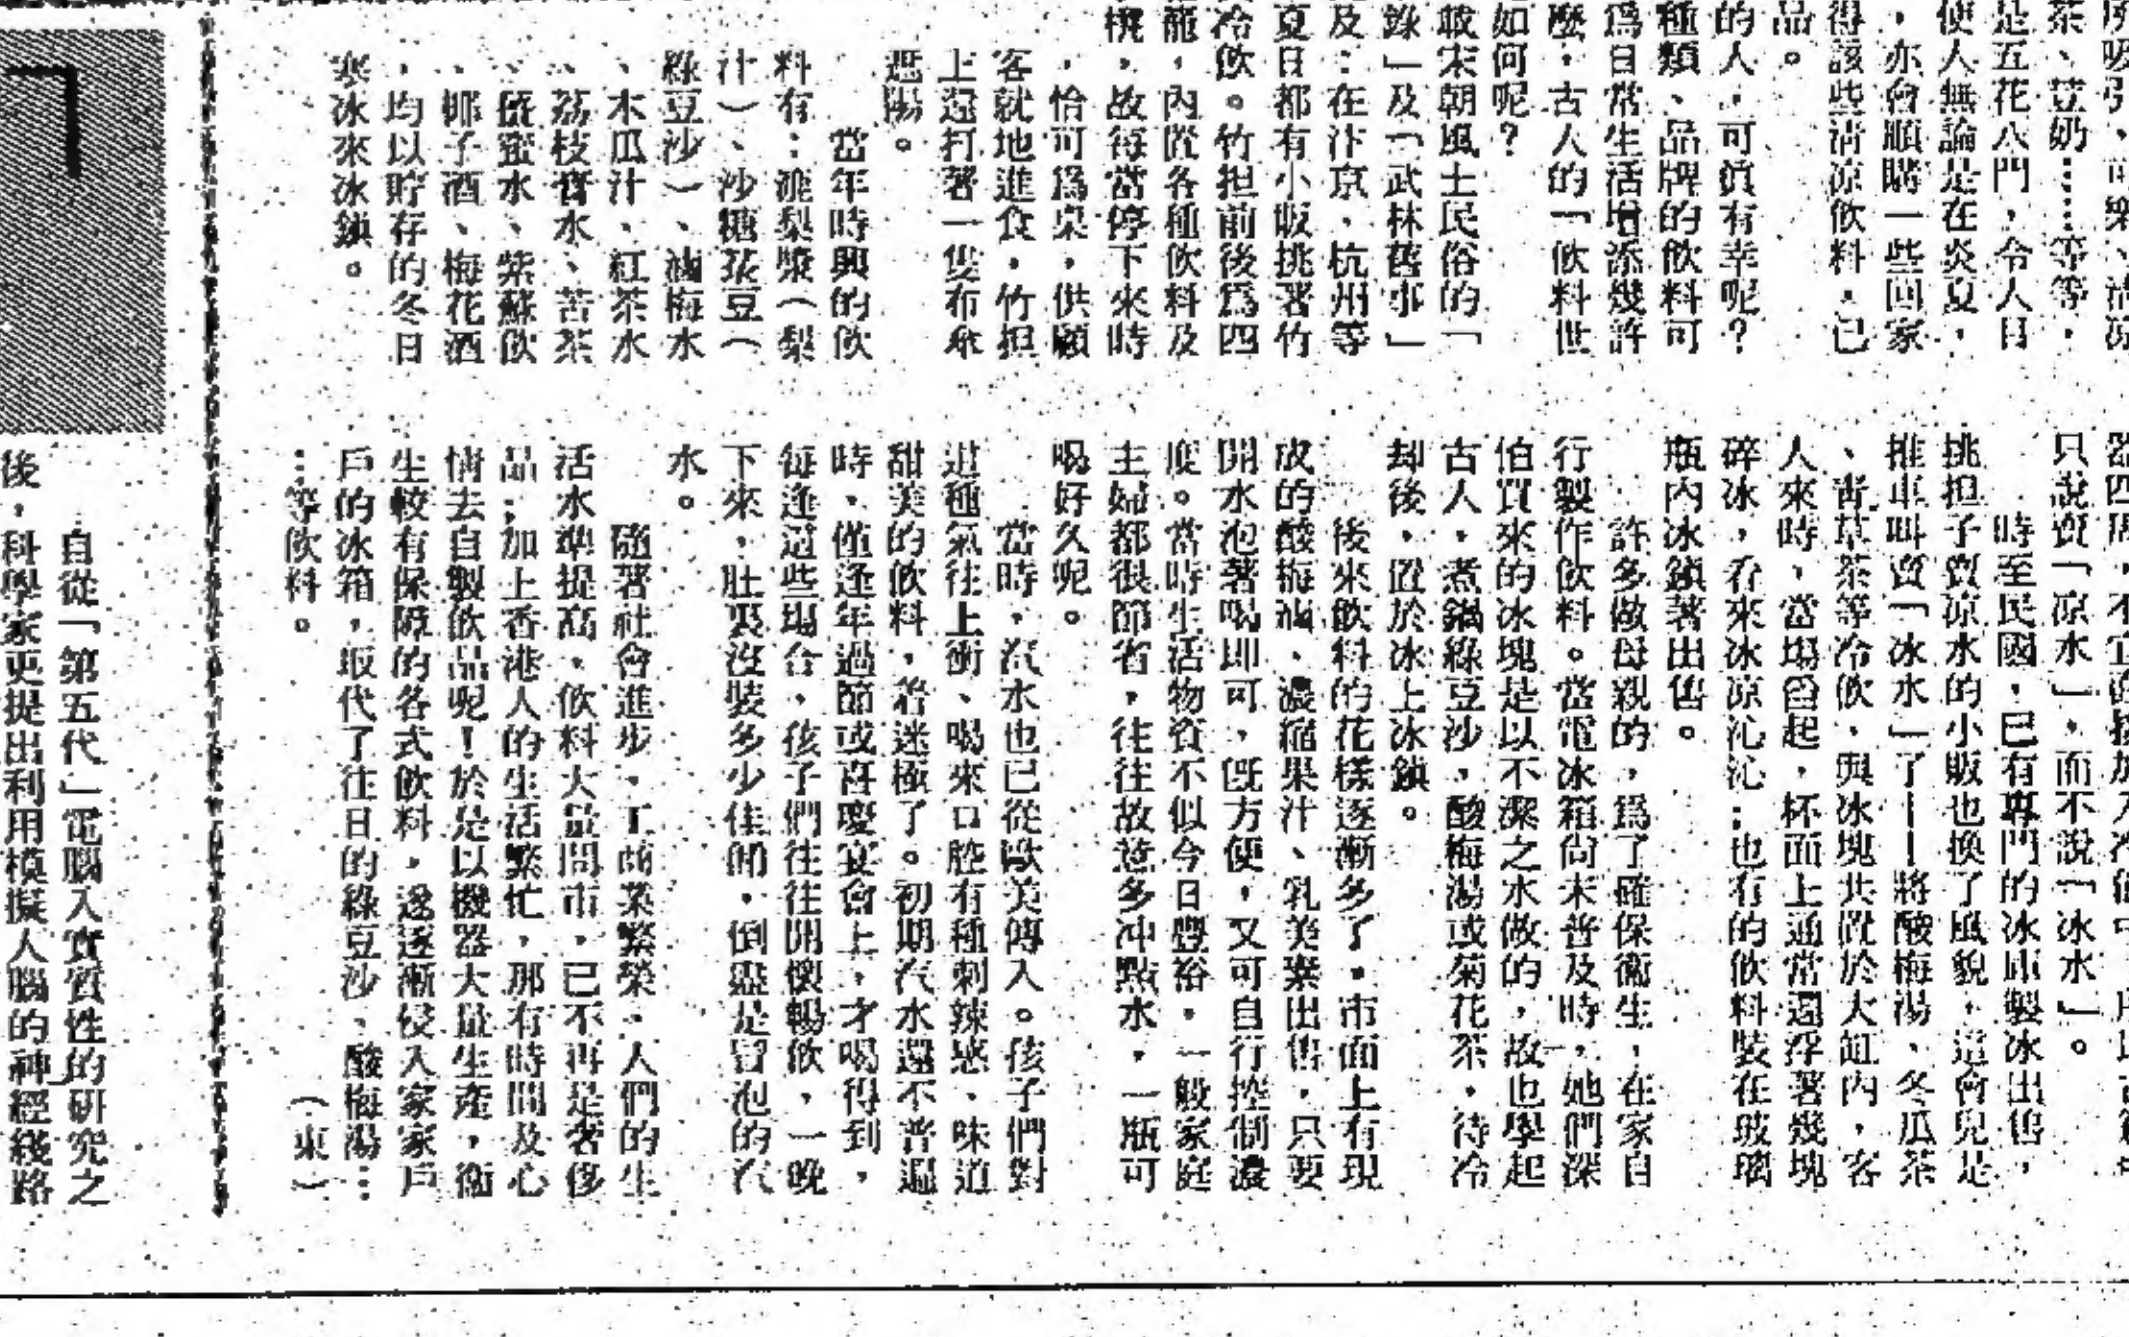 所吸引,可樂、清涼
茶、荳奶……等等,
是五花八門,令人目
使人無論是在炎夏,
,亦會順購一些回家
得該些清涼飲料,已
品。
的人,可眞有幸呢?
種類、品牌的飲料可
爲日常生活增添幾許
麼,古人的「飲料世
如何呢?
載宋朝風土民俗的「
錄」及「武林舊事」
及:在汴京、杭州等
夏日都有小販挑著竹
冷飲。竹担前後爲四
籠,內置各種飲料及
,故每當停下來時
,恰可爲桌,供顧
客就地進食,竹担
上還打著一隻布傘
遮陽。
當年時興的飲
料有:漉梨漿(梨
汁)、沙糖菉豆(
綠豆沙)、滷梅水
、木瓜汁、紅茶水
、荔枝膏水、苦茶
、蜜水、紫蘇飲
、椰子酒、梅花酒
,均以貯存的冬日
寒冰來冰鎮。
只說賣「凉水」,而不說「冰水」。
時至民國,已有專門的冰庫製冰出售,
挑担子賣凉水的小販也換了風貌,這會兒是
推車叫賣「冰水」了——將酸梅湯、冬瓜茶
、靑草茶等冷飲,與冰塊共置於大缸內,客
人來時,當場舀起,杯面上通常還浮著幾塊
碎冰,看來冰凉沁沁;也有的飲料裝在玻璃
瓶內冰鎮著出售。
許多做母親的,爲了確保衞生,在家自
行製作飲料。當電冰箱尙未普及時,她們深
怕買來的冰塊是以不潔之水做的,故也學起
古人,煮鍋綠豆沙,酸梅湯或菊花茶,待冷
却後,置於冰上冰鎮。
後來飲料的花樣逐漸多了。市面上有現
成的酸梅滷、濃縮果汁、乳美棗出售,只要
開水泡著喝即可,旣方便,又可自行控制濃
度。當時生活物資不似今日豐裕,一般家庭
主婦都很節省,往往故意多冲點水,一瓶可
喝好久呢。
當時,汽水也已從歐美傳入。孩子們對
這種氣往上衝、喝來口腔有種刺辣感、味道
甜美的飲料,着迷極了。初期汽水還不普遍
時,僅逢年過節或喜慶宴會上,才喝得到,
每逢這些場合,孩子們往往開懷暢飲,一晚
下來,肚裏沒裝多少佳餚,倒盡是冒泡的汽
水。
隨著社會進步,工商業繁榮,人們的生
活水準提高,飲料大量問市,已不再是奢侈
品;加上香港人的生活繁忙,那有時間及心
情去自製飲品呢!於是以機器大量生產,衞
生較有保障的各式飲料,遂逐漸侵入家家戶
戶的冰箱,取代了往日的綠豆沙、酸梅湯…
…等飲料。　　　(東)
自從「第五代」電腦入實質性的研究之
後,科學家更提出利用模擬人腦的神經綫路